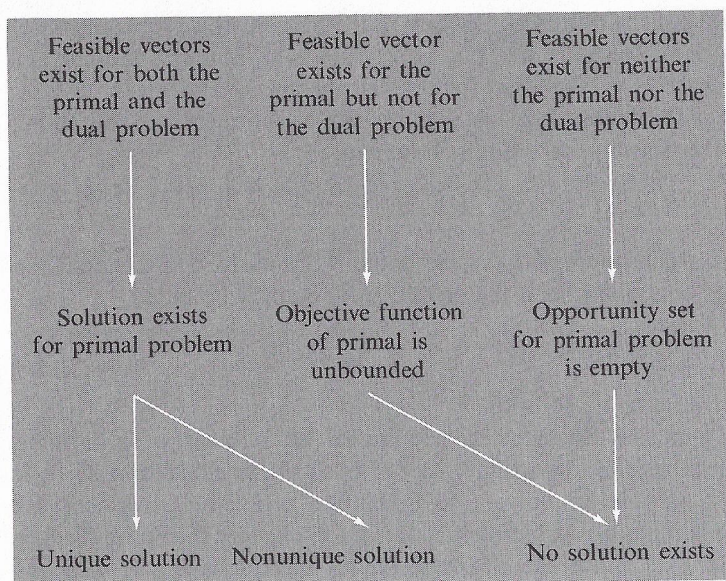 Feasible vectors
exist for both the
primal and the
dual problem
Feasible vector
exists for the
primal but not for
the dual problem
Feasible vectors
exist for neither
the primal nor the
dual problem
Solution exists
for primal problem
Objective function
of primal is
unbounded
Opportunity set
for primal problem
is empty
Unique solution
Nonunique solution
No solution exists